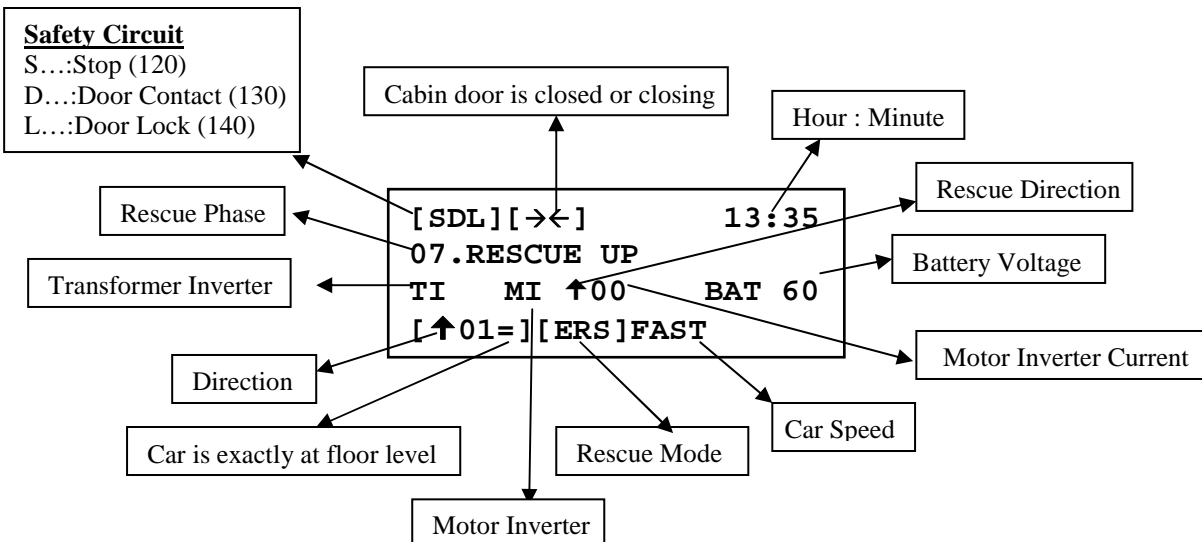 Safety Circuit
S…:Stop (120)
D…:Door Contact (130)
L…:Door Lock (140)
Cabin door is closed or closing
Hour : Minute
Rescue Phase
Rescue Direction
Transformer Inverter
Battery Voltage
[SDL][→←] 13:35
07.RESCUE UP
TI MI ↑00 BAT 60
[↑01=][ERS]FAST
Direction
Motor Inverter Current
Car is exactly at floor level
Rescue Mode
Car Speed
Motor Inverter